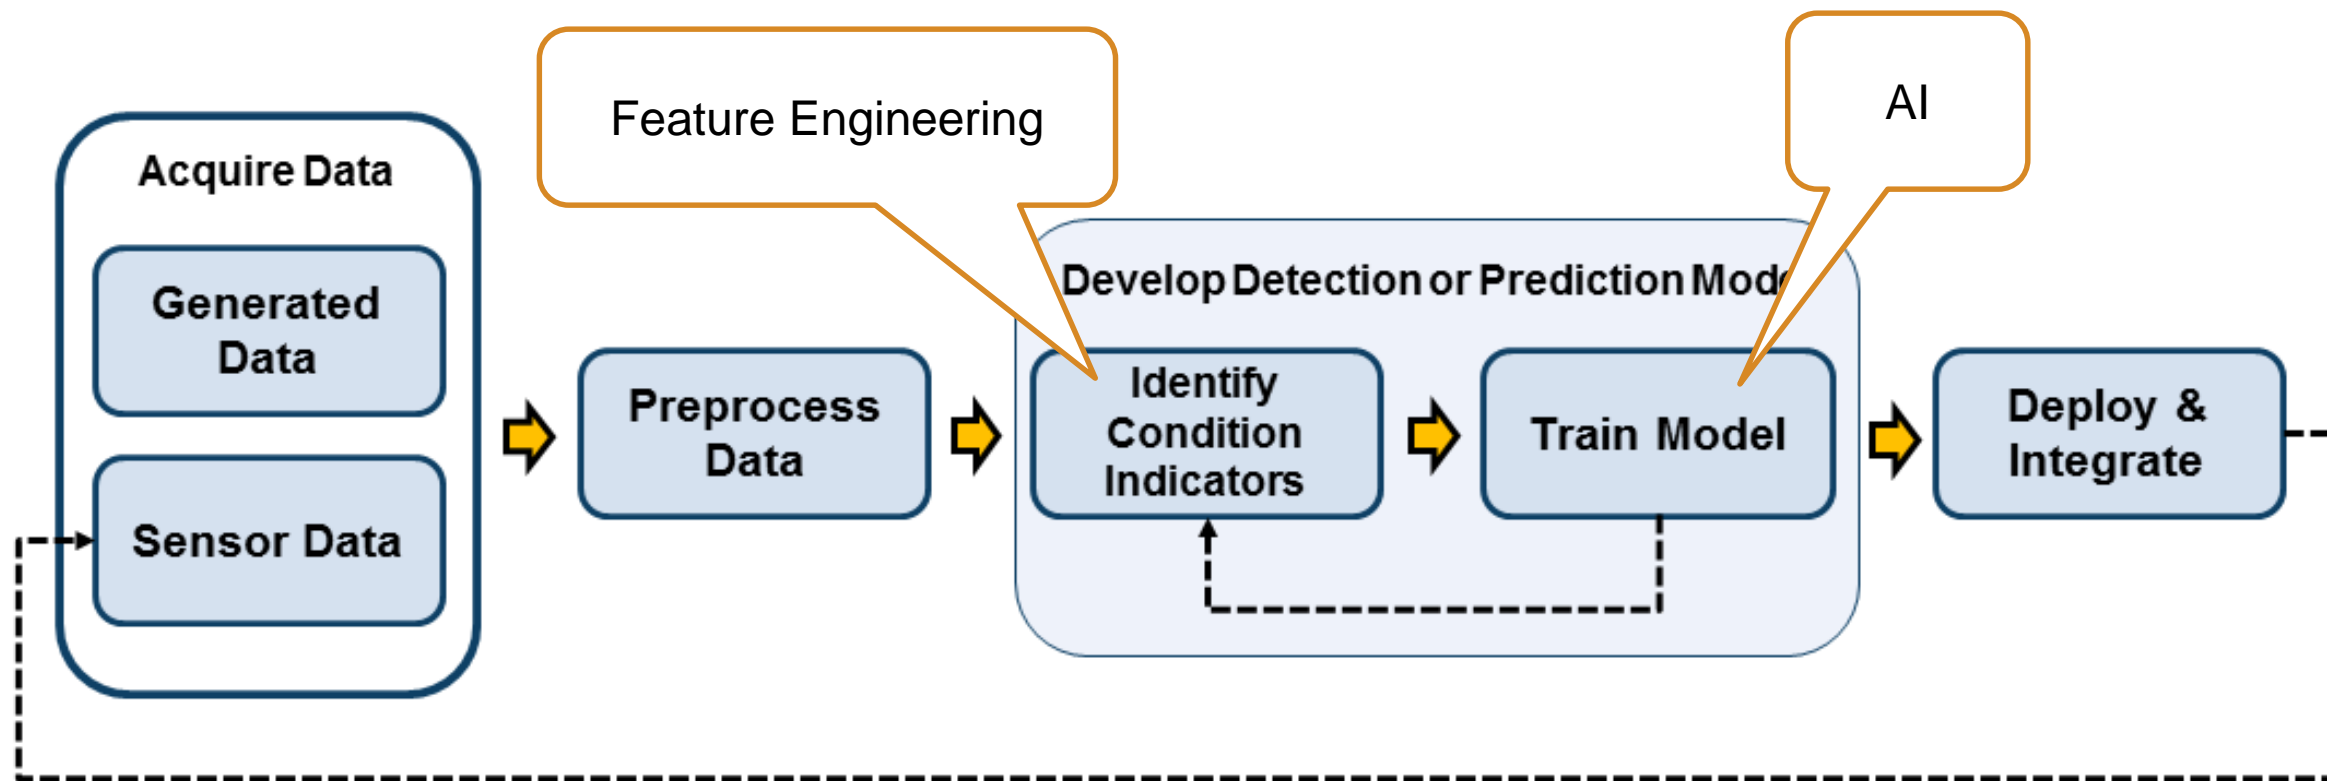 Feature Engineering
AI
Acquire Data
Generated
Data
Sensor Data
Preprocess
Data
Develop Detection or Prediction
Identify
Condition
Indicators
Train Model
Deploy &
Integrate